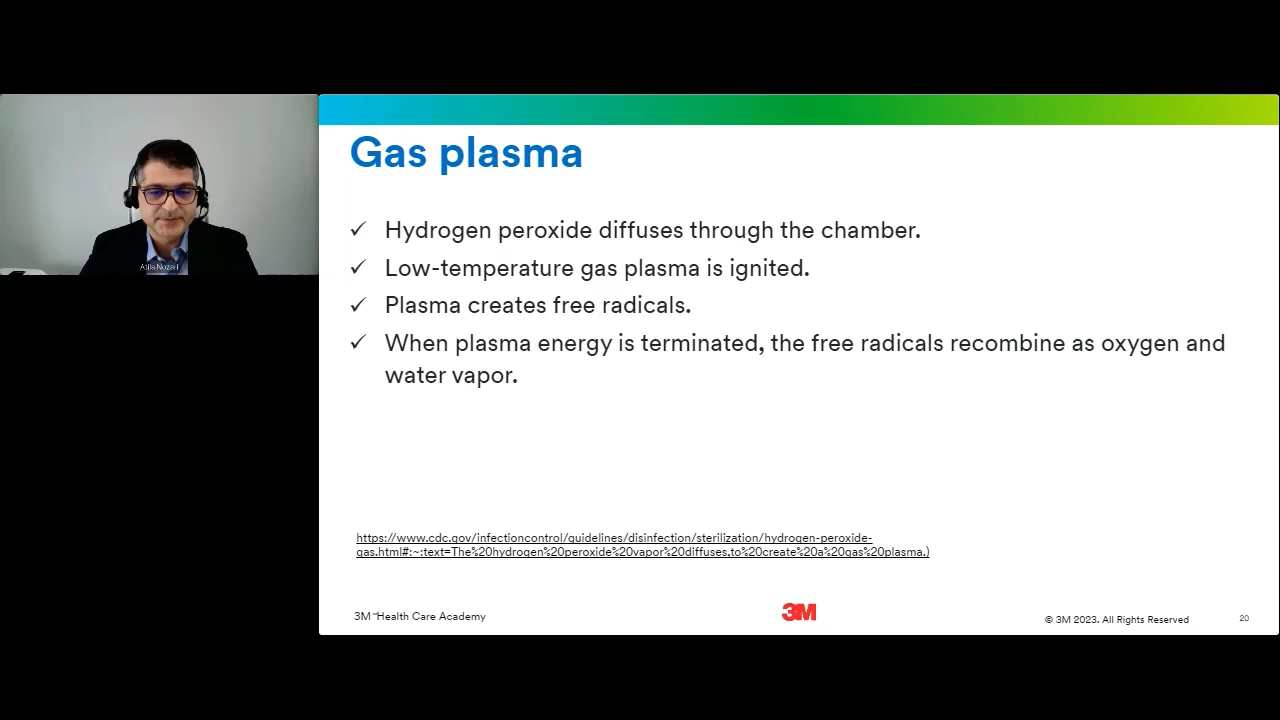 Gas plasma
✓ Hydrogen peroxide diffuses through the chamber.
✓ Low-temperature gas plasma is ignited.
✓ Plasma creates free radicals.
✓ When plasma energy is terminated, the free radicals recombine as oxygen and
water vapor.
Atila Nozari
https://www.cdc.gov/infectioncontrol/guidelines/disinfection/sterilization/hydrogen-peroxide-
gas.html#:~:text=The%20hydrogen%20peroxide%20vapor%20diffuses,to%20create%20a%20gas%20plasma.)
3M™Health Care Academy
3M
© 3M 2023. All Rights Reserved
20